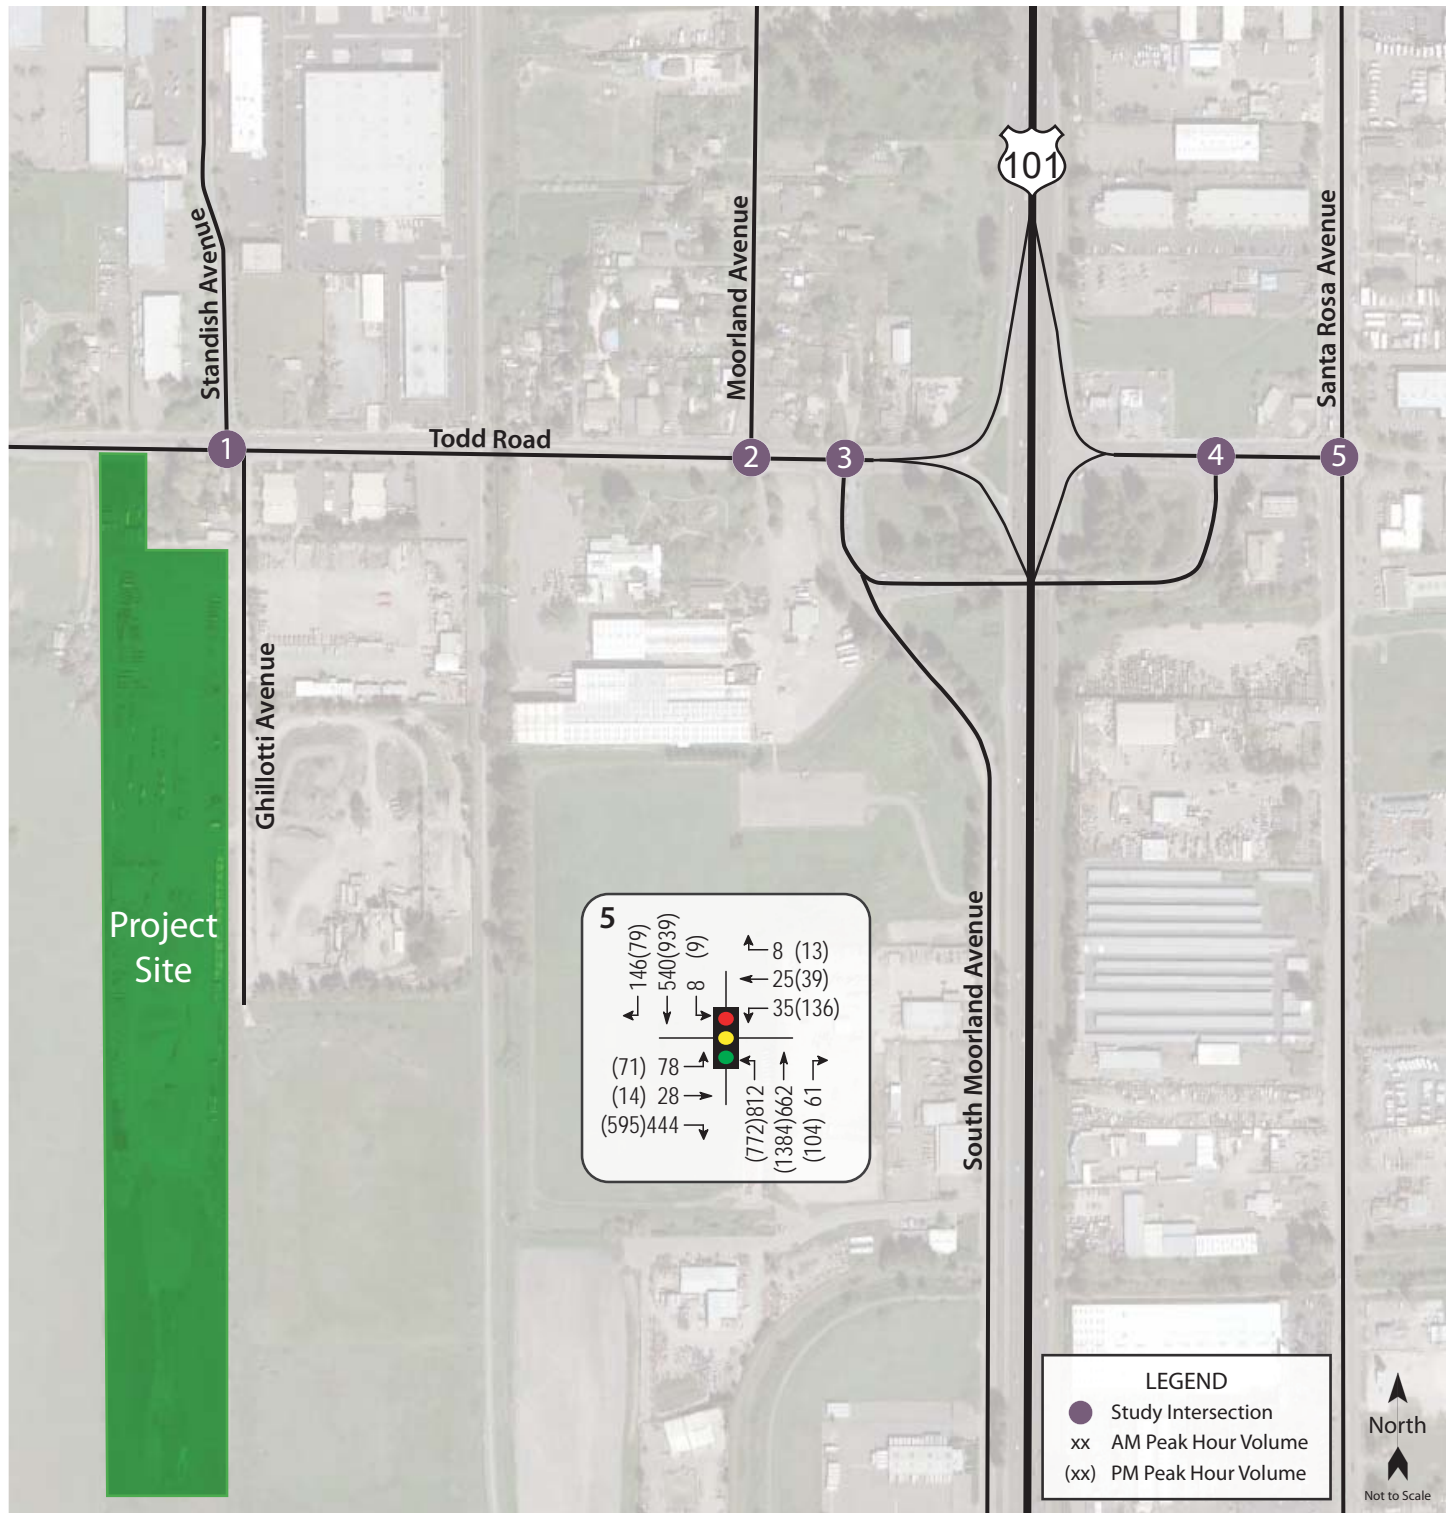 101
Standish Avenue
Moorland Avenue
Santa Rosa Avenue
Todd Road
1
2
3
4
5
Ghillotti Avenue
Project
Site
South Moorland Avenue
5
146(79)
540(939)
8 (9)
8 (13)
25(39)
35(136)
(71) 78
(14) 28
(595)444
(772)812
(1384)662
(104) 61
LEGEND
Study Intersection
xx AM Peak Hour Volume
(xx) PM Peak Hour Volume
North
Not to Scale